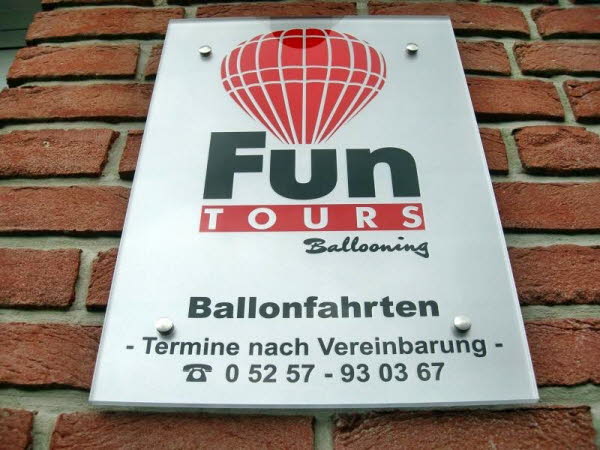 Fun
TOURS
Ballooning
Ballonfahrten
- Termine nach Vereinbarung -
☎ 0 52 57 - 93 03 67